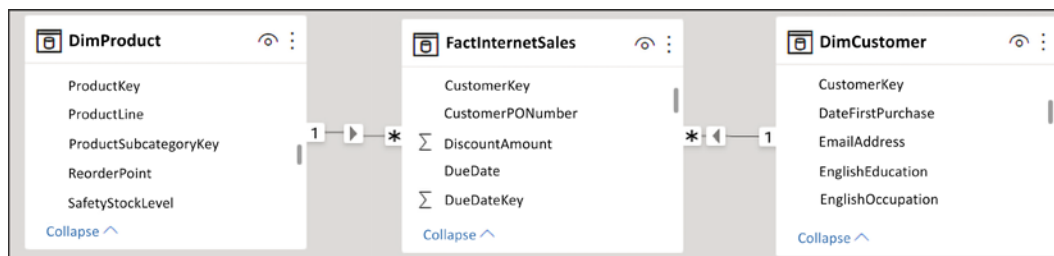 DimProduct
ProductKey
ProductLine
ProductSubcategoryKey
ReorderPoint
SafetyStockLevel
Collapse
1
*
FactInternetSales
CustomerKey
CustomerPONumber
Σ DiscountAmount
DueDate
Σ DueDateKey
Collapse
*
1
DimCustomer
CustomerKey
DateFirstPurchase
EmailAddress
EnglishEducation
EnglishOccupation
Collapse